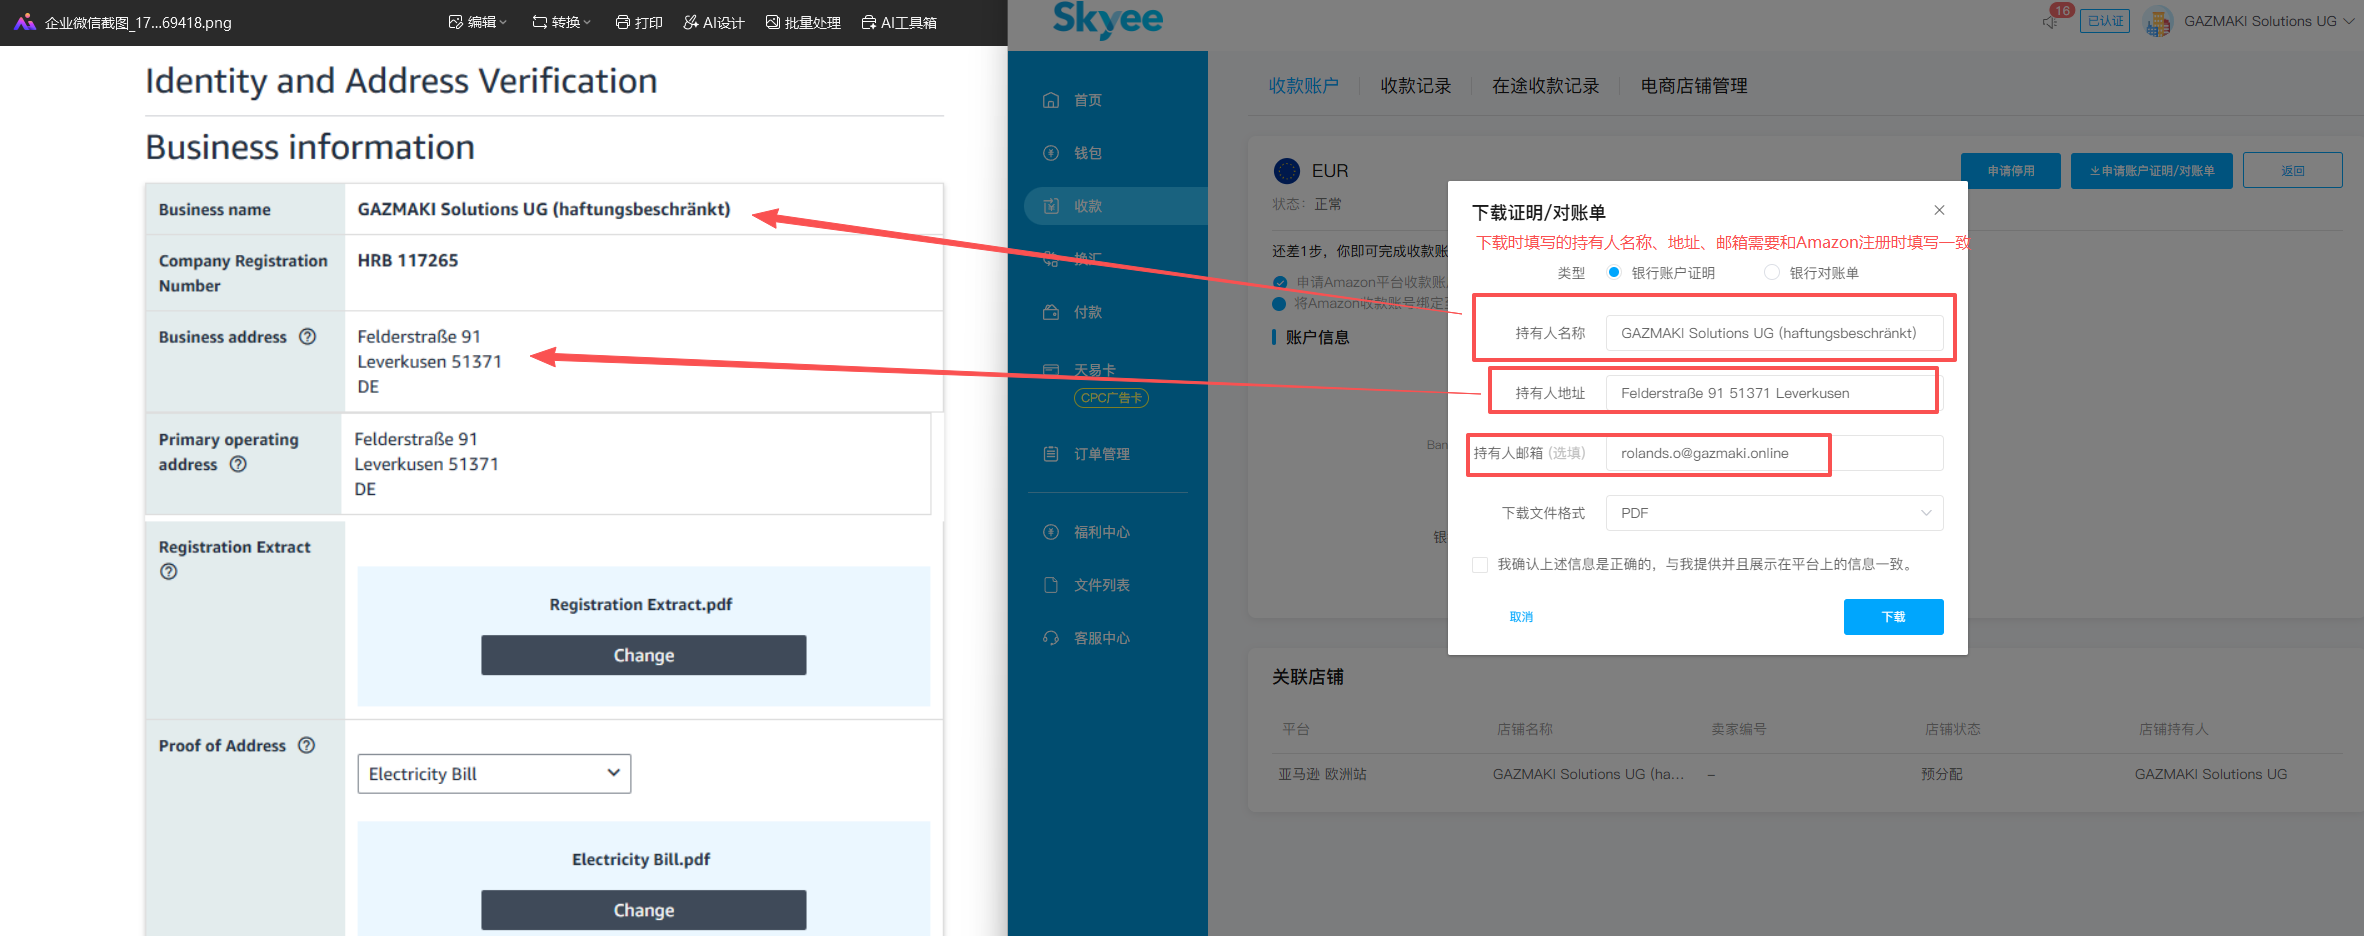 企业微信截图_17...69418.png
编辑
转换
打印
AI设计
批量处理
AI工具箱
Identity and Address Verification
Business information
Business name
GAZMAKI Solutions UG (haftungsbeschränkt)
Company Registration
Number
HRB 117265
Business address
Felderstraße 91
Leverkusen 51371
DE
Primary operating
address
Felderstraße 91
Leverkusen 51371
DE
Registration Extract
Registration Extract.pdf
Change
Proof of Address
Electricity Bill
Electricity Bill.pdf
Change
Skyee
16
已认证
GAZMAKI Solutions UG
首页
钱包
收款
换汇
付款
天易卡
CPC广告卡
订单管理
福利中心
文件列表
客服中心
收款账户
收款记录
在途收款记录
电商店铺管理
EUR
状态：正常
申请停用
申请账户证明/对账单
返回
还差1步，你即可完成收款账
申请Amazon平台收款账
将Amazon收款账号绑定
账户信息
Ban
银
下载证明/对账单
下载时填写的持有人名称、地址、邮箱需要和Amazon注册时填写一致
类型
银行账户证明
银行对账单
持有人名称
GAZMAKI Solutions UG (haftungsbeschränkt)
持有人地址
Felderstraße 91 51371 Leverkusen
持有人邮箱 (选填)
rolands.o@gazmaki.online
下载文件格式
PDF
我确认上述信息是正确的，与我提供并且展示在平台上的信息一致。
取消
下载
关联店铺
平台
店铺名称
卖家编号
店铺状态
店铺持有人
亚马逊 欧洲站
GAZMAKI Solutions UG (ha...
–
预分配
GAZMAKI Solutions UG